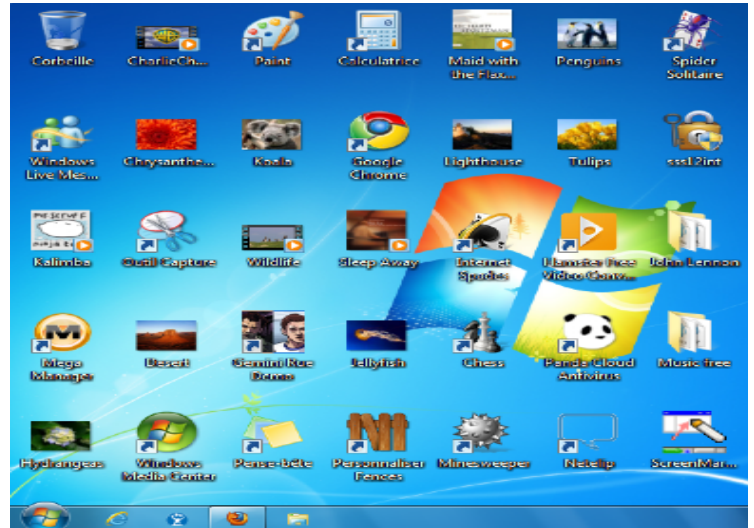 Corbeille
CharlieCh...
Paint
Calculatrice
Maid with
the Flax...
Penguins
Spider
Solitaire
Windows
Live Mes...
Chrysanthe...
Koala
Google
Chrome
Lighthouse
Tulips
sssl2int
Kalimba
Outil Capture
Wildlife
Sleep Away
Internet
Spades
Hamster Free
Video Conv...
John Lennon
Mega
Manager
Desert
Gemini Rue
Demo
Jellyfish
Chess
Panda Cloud
Antivirus
Music free
Hydrangeas
Windows
Media Center
Pense-bête
Personnaliser
Fences
Minesweeper
ScreenMar...